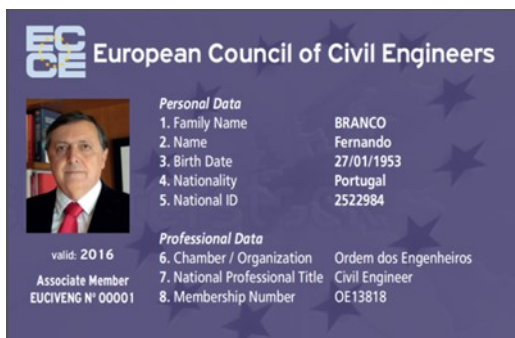 EC
CE
European Council of Civil Engineers
Personal Data
1. Family Name BRANCO
2. Name Fernando
3. Birth Date 27/01/1953
4. Nationality Portugal
5. National ID 2522984
Professional Data
6. Chamber / Organization Ordem dos Engenheiros
7. National Professional Title Civil Engineer
8. Membership Number OE13818
valid: 2016
Associate Member
EUCIVENG Nº 00001